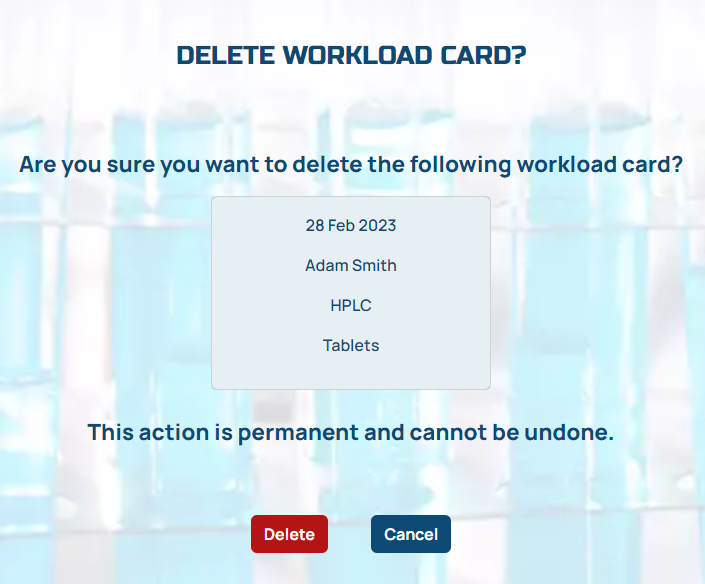 DELETE WORKLOAD CARD?
Are you sure you want to delete the following workload card?
28 Feb 2023
Adam Smith
HPLC
Tablets
This action is permanent and cannot be undone.
Delete Cancel